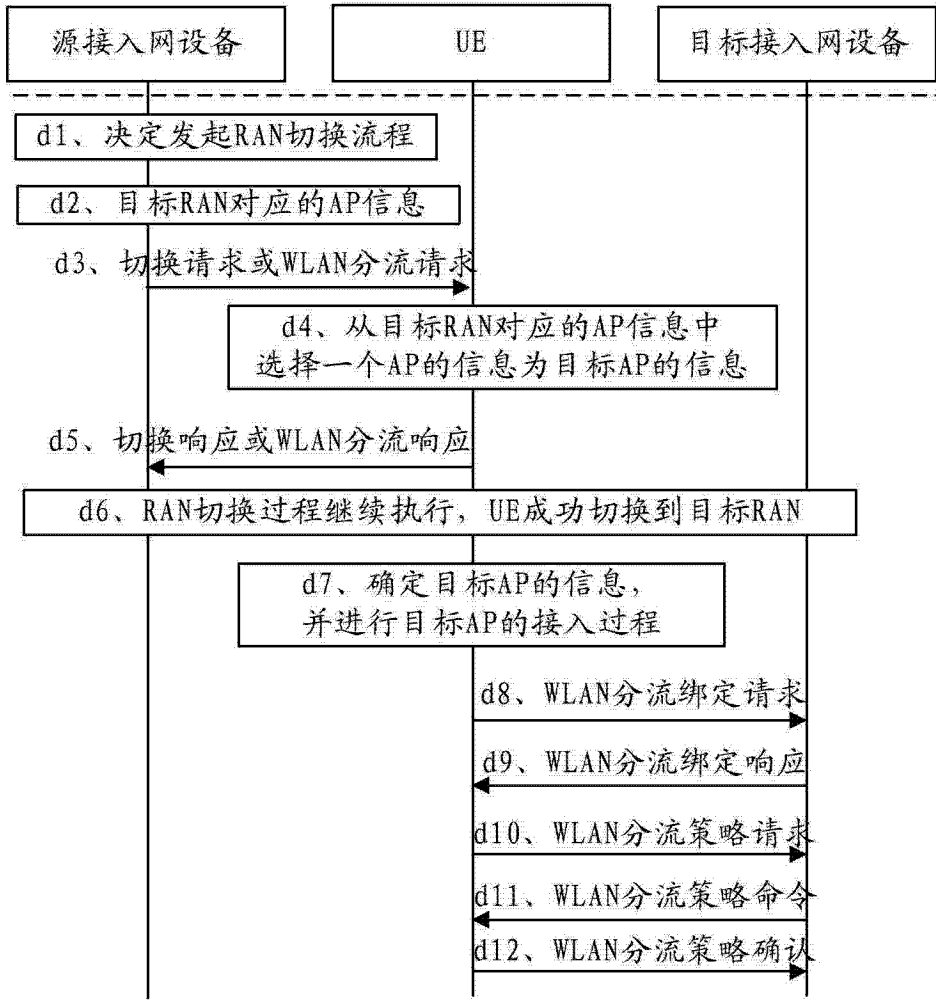 源接入网设备
UE
目标接入网设备
d1、决定发起RAN切换流程
d2、目标RAN对应的AP信息
d3、切换请求或WLAN分流请求
d4、从目标RAN对应的AP信息中
选择一个AP的信息为目标AP的信息
d5、切换响应或WLAN分流响应
d6、RAN切换过程继续执行，UE成功切换到目标RAN
d7、确定目标AP的信息，
并进行目标AP的接入过程
d8、WLAN分流绑定请求
d9、WLAN分流绑定响应
d10、WLAN分流策略请求
d11、WLAN分流策略命令
d12、WLAN分流策略确认